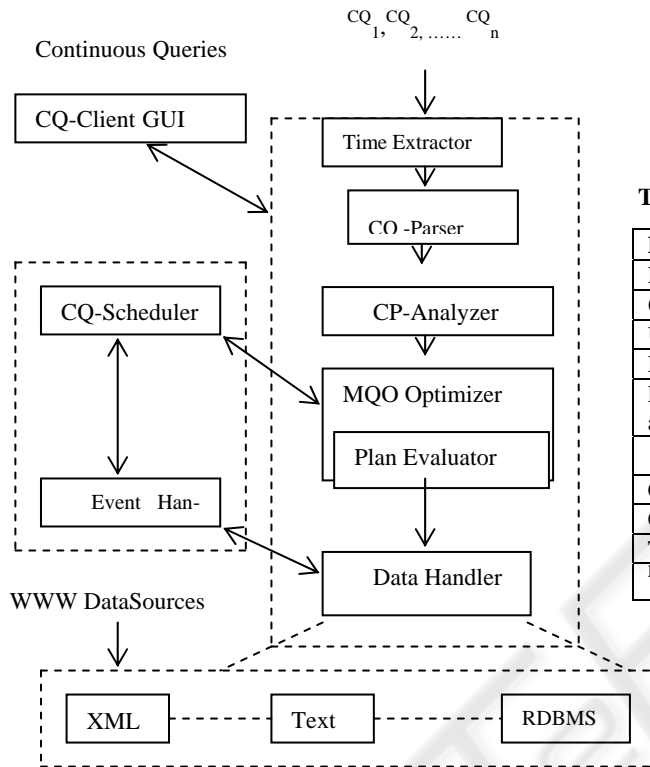 CQ1, CQ2, ...... CQn
Continuous Queries
CQ-Client GUI
Time Extractor
CQ -Parser
CQ-Scheduler
CP-Analyzer
MQO Optimizer
Plan Evaluator
Event Han-
Data Handler
WWW DataSources
XML
Text
RDBMS
T